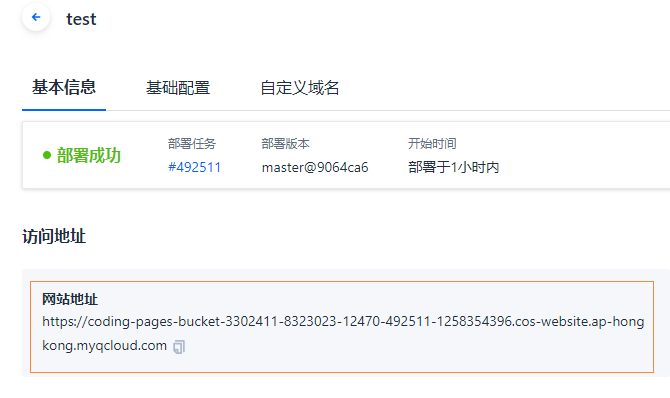 test
基本信息 基础配置 自定义域名
部署任务 部署版本 开始时间
部署成功 #492511 master@9064ca6 部署于1小时内
访问地址
网站地址
https://coding-pages-bucket-3302411-8323023-12470-492511-1258354396.cos-website.ap-hong
kong.myqcloud.com